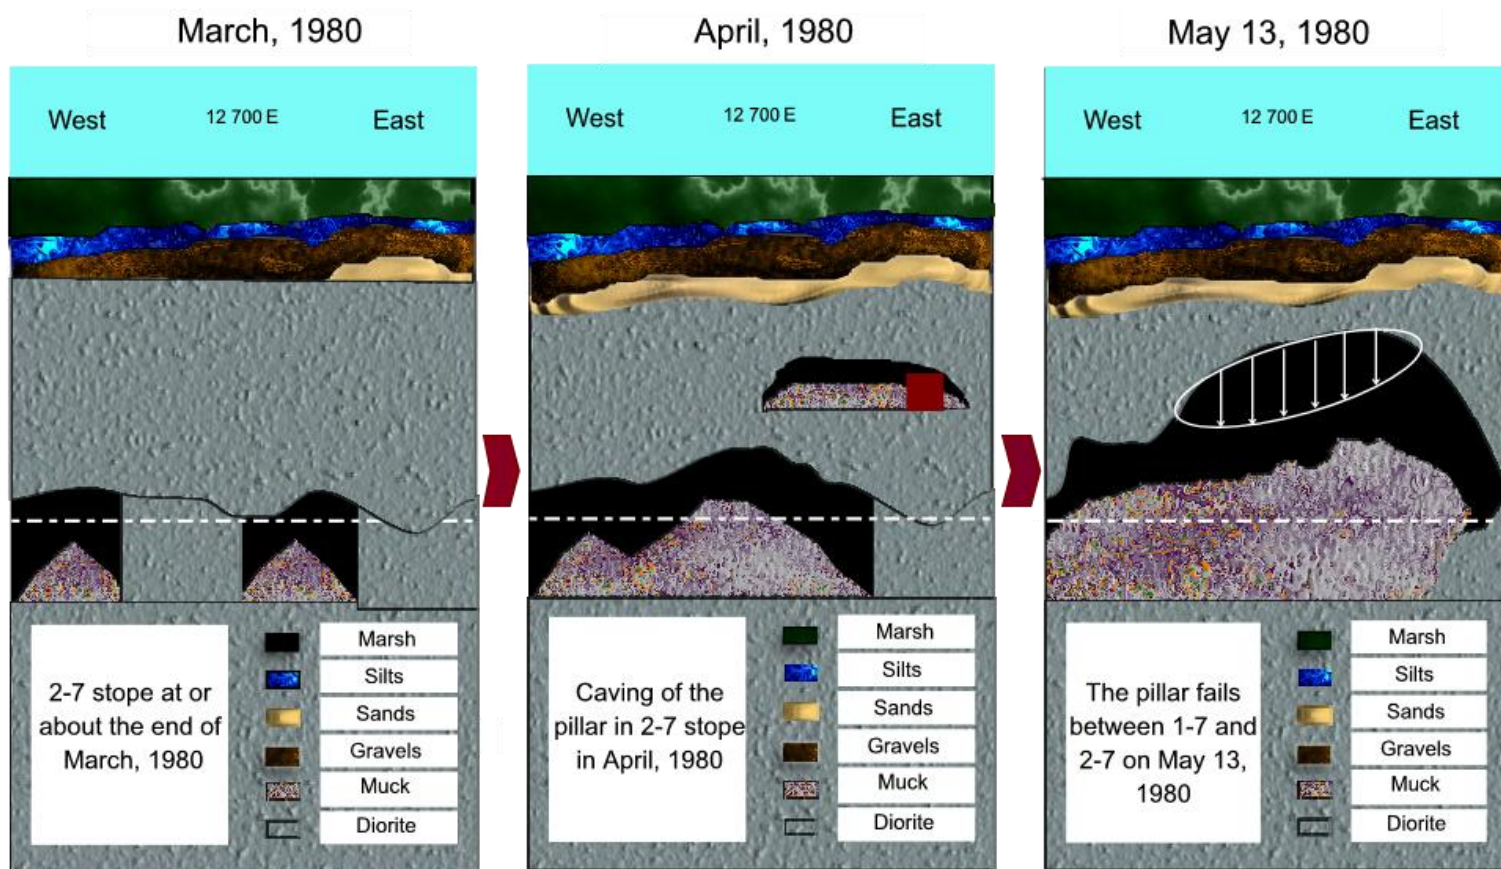 March, 1980
West 12 700 E East
2-7 stope at or
about the end of
March, 1980
Marsh
Silts
Sands
Gravels
Muck
Diorite
April, 1980
West 12 700 E East
Caving of the
pillar in 2-7 stope
in April, 1980
Marsh
Silts
Sands
Gravels
Muck
Diorite
May 13, 1980
West 12 700 E East
The pillar fails
between 1-7 and
2-7 on May 13,
1980
Marsh
Silts
Sands
Gravels
Muck
Diorite